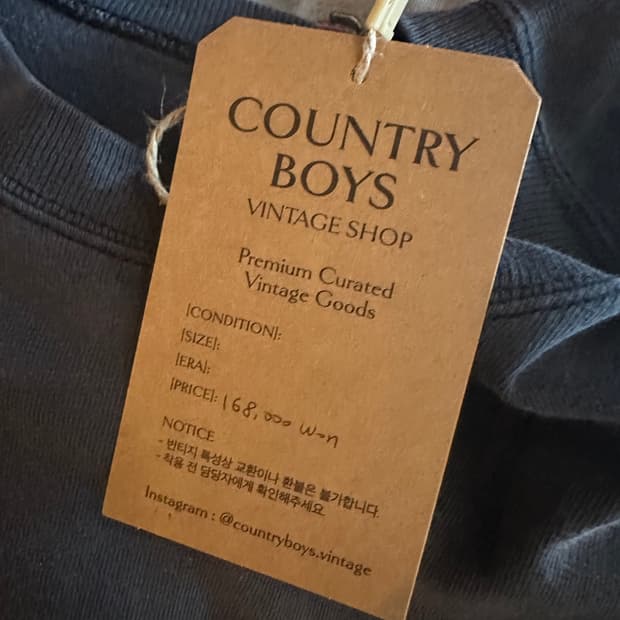 COUNTRY
BOYS
VINTAGE SHOP
Premium Curated
Vintage Goods
[CONDITION]:
[SIZE]:
[ERA]:
[PRICE]: 168,000 won
NOTICE
- 빈티지 특성상 교환이나 환불은 불가합니다.
- 착용 전 담당자에게 확인해주세요.
Instagram : @countryboys.vintage